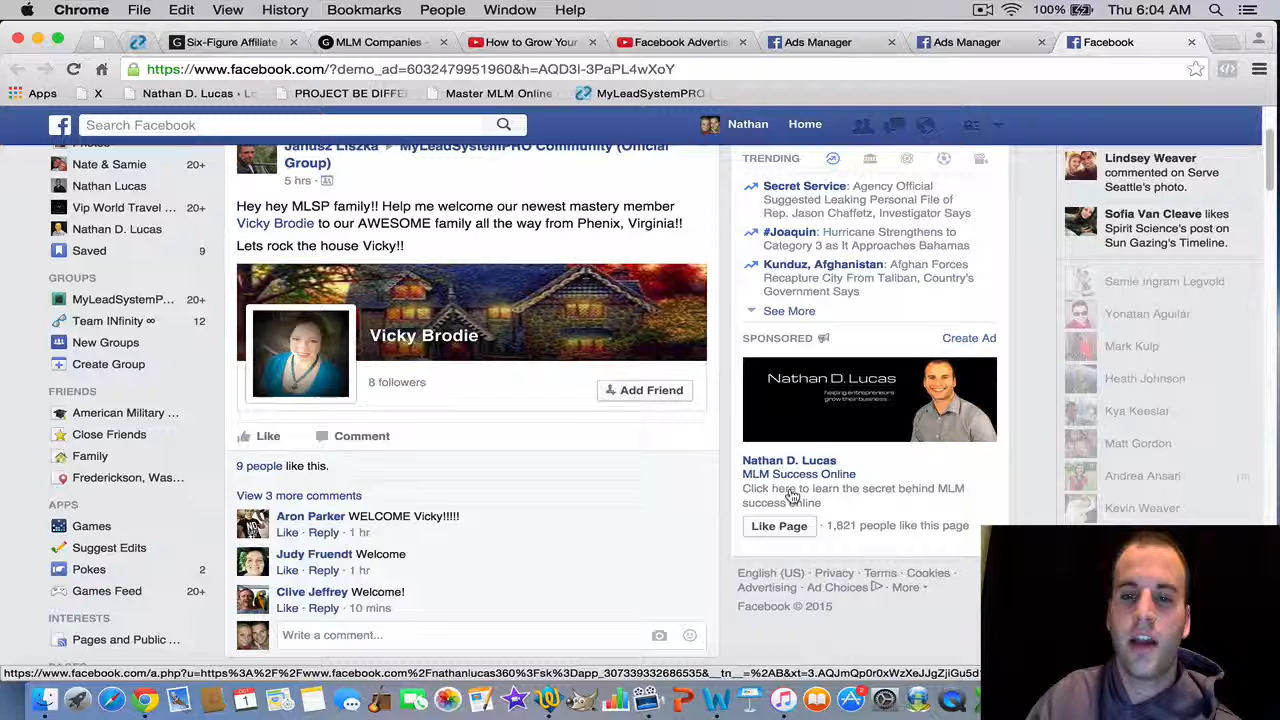 Chrome File Edit View History Bookmarks People Window Help 100% Thu 6:04 AM
Six-Figure Affiliate MLM Companies - How to Grow Your Facebook Adverti Ads Manager Ads Manager Facebook
https://www.facebook.com/?demo_ad=6032479951960&h=AQD3l-3PaPL4wXoY
Apps X Nathan D. Lucas PROJECT BE DIFFE Master MLM Online MyLeadSystemPRO
Search Facebook Nathan Home
Photos
Nate & Samie 20+
Nathan Lucas
Vip World Travel ... 20+
Nathan D. Lucas
Saved 9
GROUPS
MyLeadSystemP... 20+
Team INfinity ∞ 12
New Groups
Create Group
FRIENDS
American Military ...
Close Friends
Family
Frederickson, Was...
APPS
Games
Suggest Edits
Pokes 2
Games Feed 20+
INTERESTS
Pages and Public ...
Janusz Liszka MyLeadSystemPRO Community (Official
Group)
5 hrs ·
Hey hey MLSP family!! Help me welcome our newest mastery member
Vicky Brodie to our AWESOME family all the way from Phenix, Virginia!!
Lets rock the house Vicky!!
Vicky Brodie
8 followers
Add Friend
Like Comment
9 people like this.
View 3 more comments
Aron Parker WELCOME Vicky!!!!!
Like · Reply · 1 hr
Judy Fruendt Welcome
Like · Reply · 1 hr
Clive Jeffrey Welcome!
Like · Reply · 10 mins
Write a comment...
TRENDING
Secret Service: Agency Official
Suggested Leaking Personal File of
Rep. Jason Chaffetz, Investigator Says
#Joaquin: Hurricane Strengthens to
Category 3 as It Approaches Bahamas
Kunduz, Afghanistan: Afghan Forces
Recapture City From Taliban, Country's
Government Says
See More
SPONSORED Create Ad
Nathan D. Lucas
helping entrepreneurs
grow their business.
Nathan D. Lucas
MLM Success Online
Click here to learn the secret behind MLM
success online
Like Page · 1,821 people like this page
English (US) · Privacy · Terms · Cookies ·
Advertising · Ad Choices · More
Facebook © 2015
Lindsey Weaver
commented on Serve
Seattle's photo.
Sofia Van Cleave likes
Spirit Science's post on
Sun Gazing's Timeline.
Samie Ingram Legvold
Yonatan Aguilar
Mark Kulp
Heath Johnson
Kya Keeslar
Matt Gordon
Andrea Ansari
Kevin Weaver